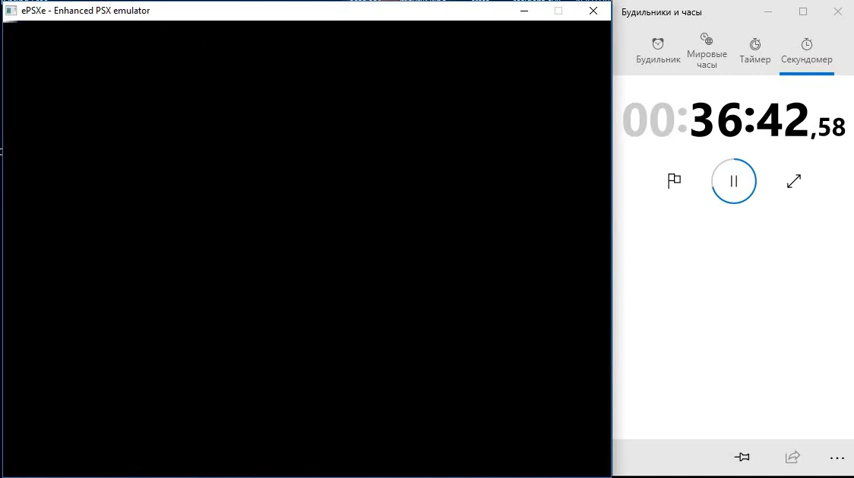 ePSXe - Enhanced PSX emulator
Будильники и часы
Будильник
Мировые
часы
Таймер
Секундомер
00:36:42,58